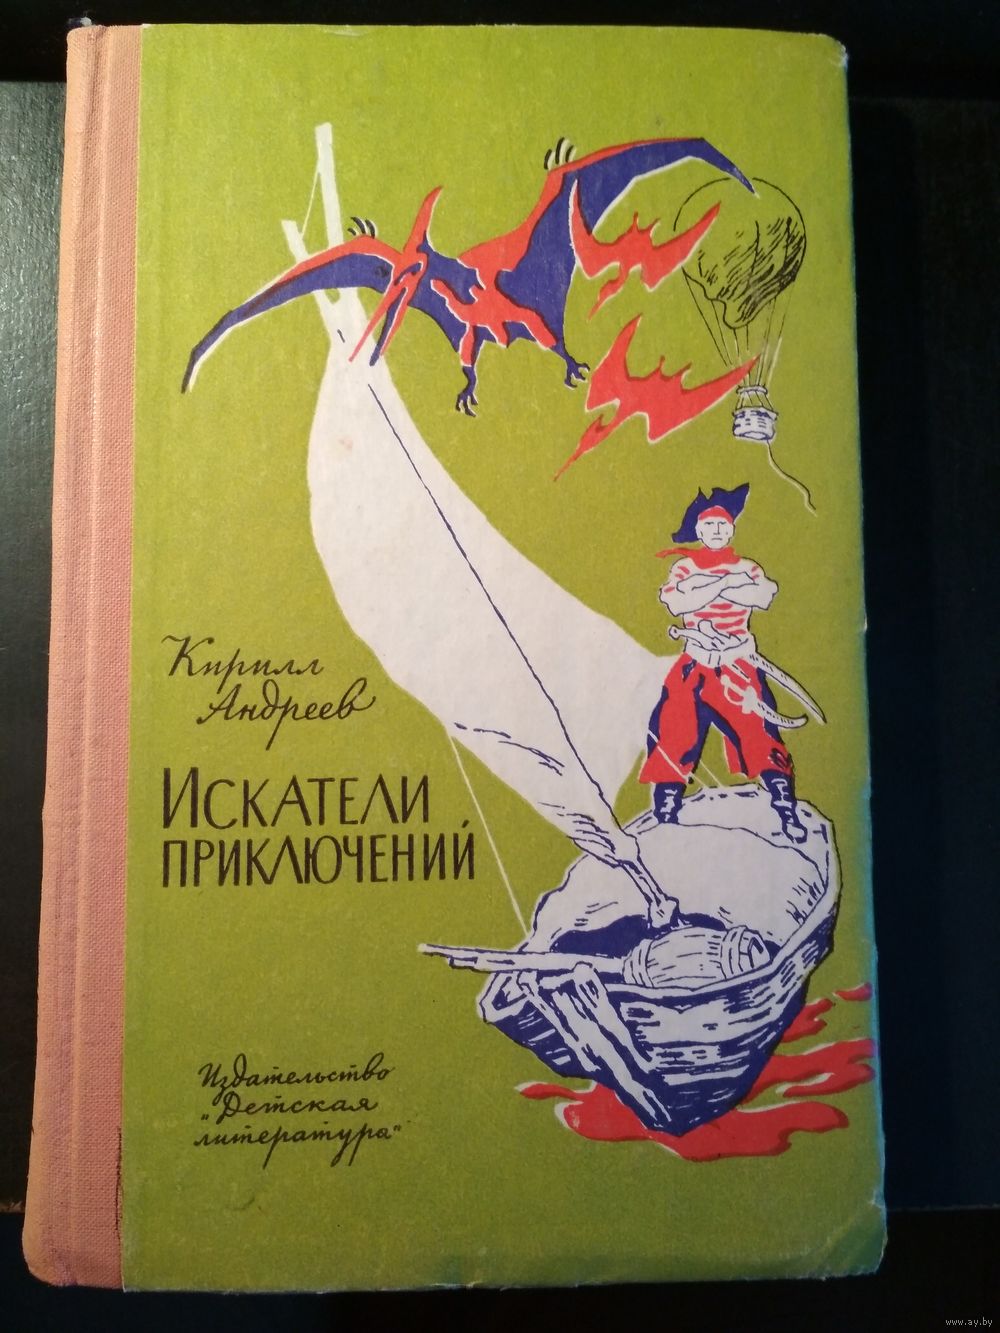 Кирилл
Андреев
ИСКАТЕЛИ
ПРИКЛЮЧЕНИЙ
Издательство
„Детская
литература"
www.ay.by